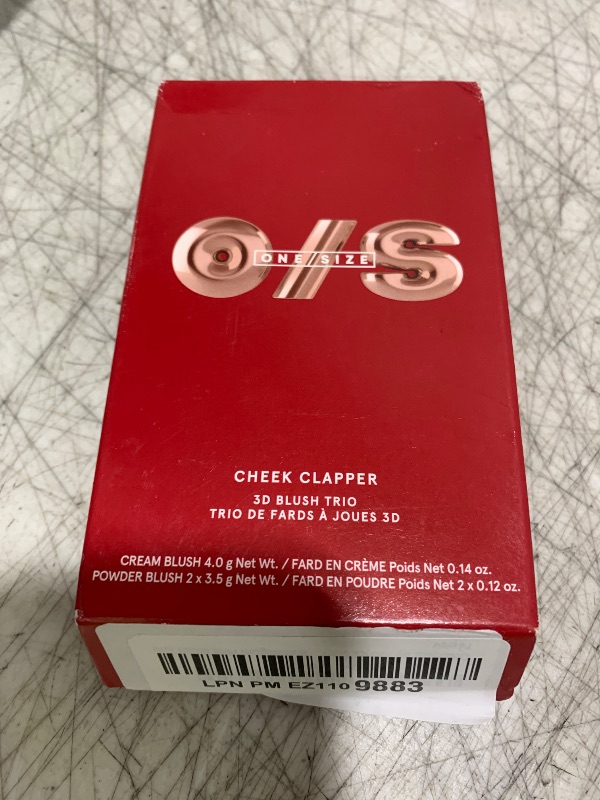 O/S
ONE/SIZE
CHEEK CLAPPER
3D BLUSH TRIO
TRIO DE FARDS À JOUES 3D
CREAM BLUSH 4.0 g Net Wt. / FARD EN CRÈME Poids Net 0.14 oz.
POWDER BLUSH 2 x 3.5 g Net Wt. / FARD EN POUDRE Poids Net 2 x 0.12 oz.
LPN PM EZ110 9883